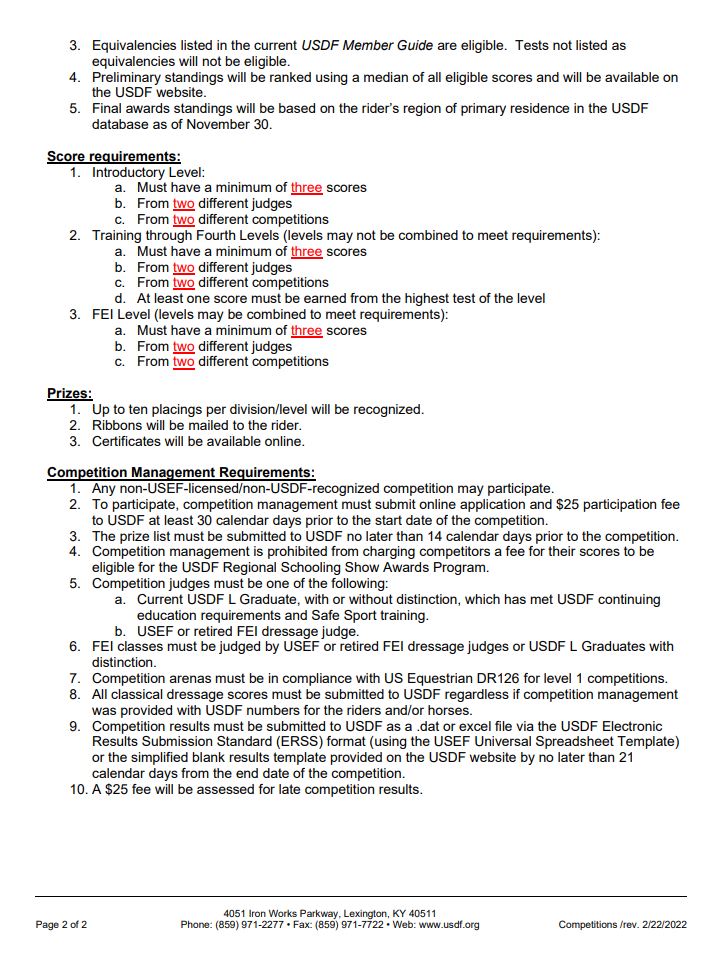 3. Equivalencies listed in the current USDF Member Guide are eligible. Tests not listed as
equivalencies will not be eligible.
4. Preliminary standings will be ranked using a median of all eligible scores and will be available on
the USDF website.
5. Final awards standings will be based on the rider's region of primary residence in the USDF
database as of November 30.
Score requirements:
1. Introductory Level:
a. Must have a minimum of three scores
b. From two different judges
c. From two different competitions
2. Training through Fourth Levels (levels may not be combined to meet requirements):
a. Must have a minimum of three scores
b. From two different judges
c. From two different competitions
d. At least one score must be earned from the highest test of the level
3. FEI Level (levels may be combined to meet requirements):
a. Must have a minimum of three scores
b. From two different judges
c. From two different competitions
Prizes:
1. Up to ten placings per division/level will be recognized.
2. Ribbons will be mailed to the rider.
3. Certificates will be available online.
Competition Management Requirements:
1. Any non-USEF-licensed/non-USDF-recognized competition may participate.
2. To participate, competition management must submit online application and $25 participation fee
to USDF at least 30 calendar days prior to the start date of the competition.
3. The prize list must be submitted to USDF no later than 14 calendar days prior to the competition.
4. Competition management is prohibited from charging competitors a fee for their scores to be
eligible for the USDF Regional Schooling Show Awards Program.
5. Competition judges must be one of the following:
a. Current USDF L Graduate, with or without distinction, which has met USDF continuing
education requirements and Safe Sport training.
b. USEF or retired FEI dressage judge.
6. FEI classes must be judged by USEF or retired FEI dressage judges or USDF L Graduates with
distinction.
7. Competition arenas must be in compliance with US Equestrian DR126 for level 1 competitions.
8. All classical dressage scores must be submitted to USDF regardless if competition management
was provided with USDF numbers for the riders and/or horses.
9. Competition results must be submitted to USDF as a .dat or excel file via the USDF Electronic
Results Submission Standard (ERSS) format (using the USEF Universal Spreadsheet Template)
or the simplified blank results template provided on the USDF website by no later than 21
calendar days from the end date of the competition.
10. A $25 fee will be assessed for late competition results.
4051 Iron Works Parkway, Lexington, KY 40511
Page 2 of 2 Phone: (859) 971-2277 • Fax: (859) 971-7722 • Web: www.usdf.org Competitions /rev. 2/22/2022